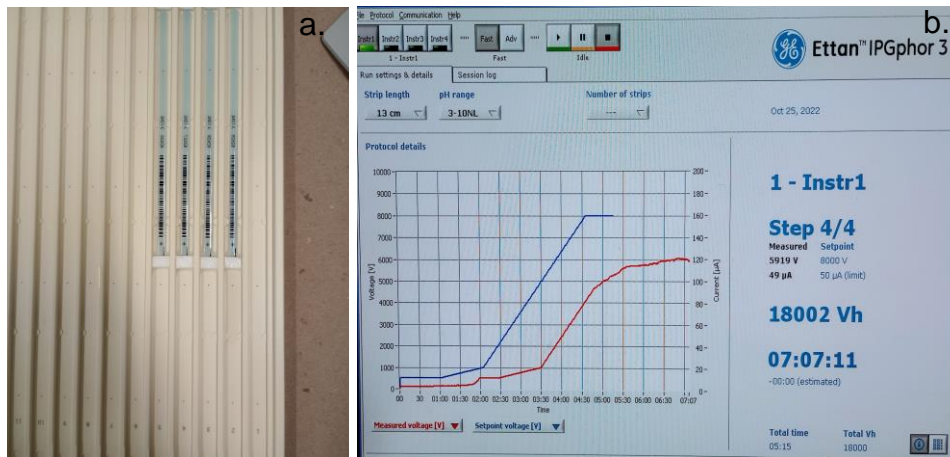 a.
b.
File Protocol Communication Help
Instr1 Instr2 Instr3 Instr4 ---- Fast Adv ----
1 - Instr1 Fast Idle
Ettan™ IPGphor 3
Run settings & details Session log
Strip length pH range Number of strips
13 cm 3-10NL ---
Oct 25, 2022
Protocol details
10000 9000 8000 7000 6000 5000 4000 3000 2000 1000 0
Voltage [V]
200 180 160 140 120 100 80 60 40 20 0
Current [µA]
00 30 01:00 01:30 02:00 02:30 03:00 03:30 04:00 04:30 05:00 05:30 06:00 06:30 07:07
Time
Measured voltage [V] Setpoint voltage [V]
1 - Instr1
Step 4/4
Measured Setpoint
5919 V 8000 V
49 µA 50 µA (limit)
18002 Vh
07:07:11
-00:00 (estimated)
Total time Total Vh
05:15 18000